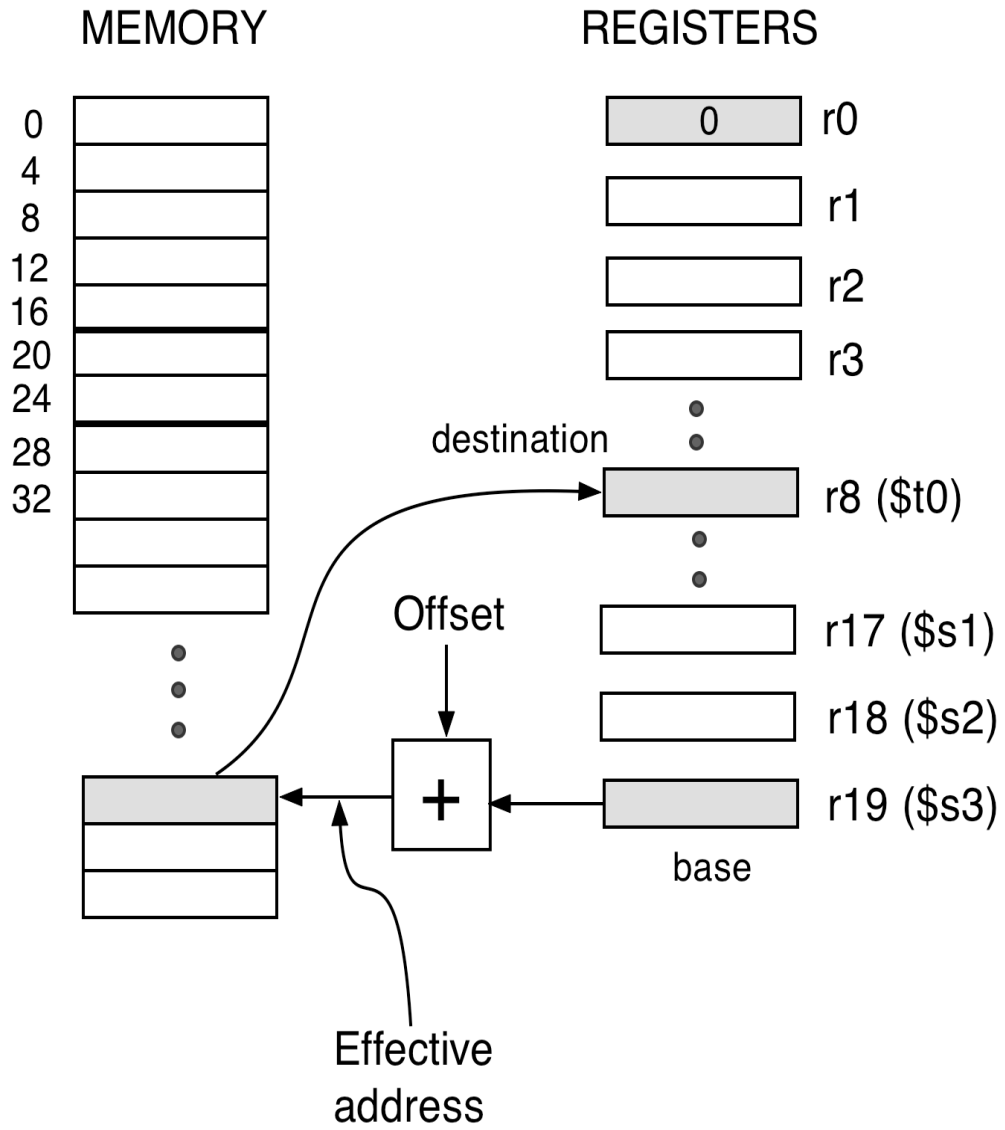 MEMORY
REGISTERS
0
4
8
12
16
20
24
28
32
0
r0
r1
r2
r3
destination
r8 ($t0)
Offset
r17 ($s1)
r18 ($s2)
+
r19 ($s3)
base
Effective
address